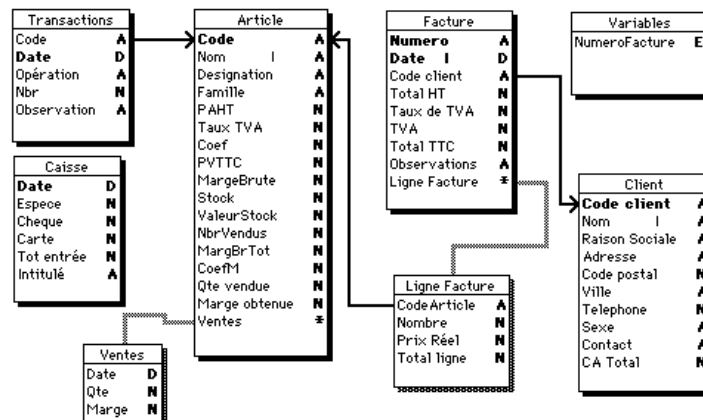 Transactions
Code A
Date D
Opération A
Nbr N
Observation A
Article
Code A
Nom I A
Designation A
Famille A
PAHT N
Taux TVA N
Coef N
PVTTC N
MargeBrute N
Stock N
ValeurStock N
NbrVendus N
MargBrTot N
CoefM N
Qte vendue N
Marge obtenue N
Ventes *
Facture
Numero A
Date I D
Code client A
Total HT N
Taux de TVA N
TVA N
Total TTC N
Observations A
Ligne Facture *
Variables
NumeroFacture E
Caisse
Date D
Espece N
Cheque N
Carte N
Tot entrée N
Intitulé A
Client
Code client A
Nom I A
Raison Sociale A
Adresse A
Code postal N
Ville A
Telephone N
Sexe A
Contact A
CA Total N
Ligne Facture
CodeArticle A
Nombre N
Prix Réel N
Total ligne N
Ventes
Date D
Qte N
Marge N